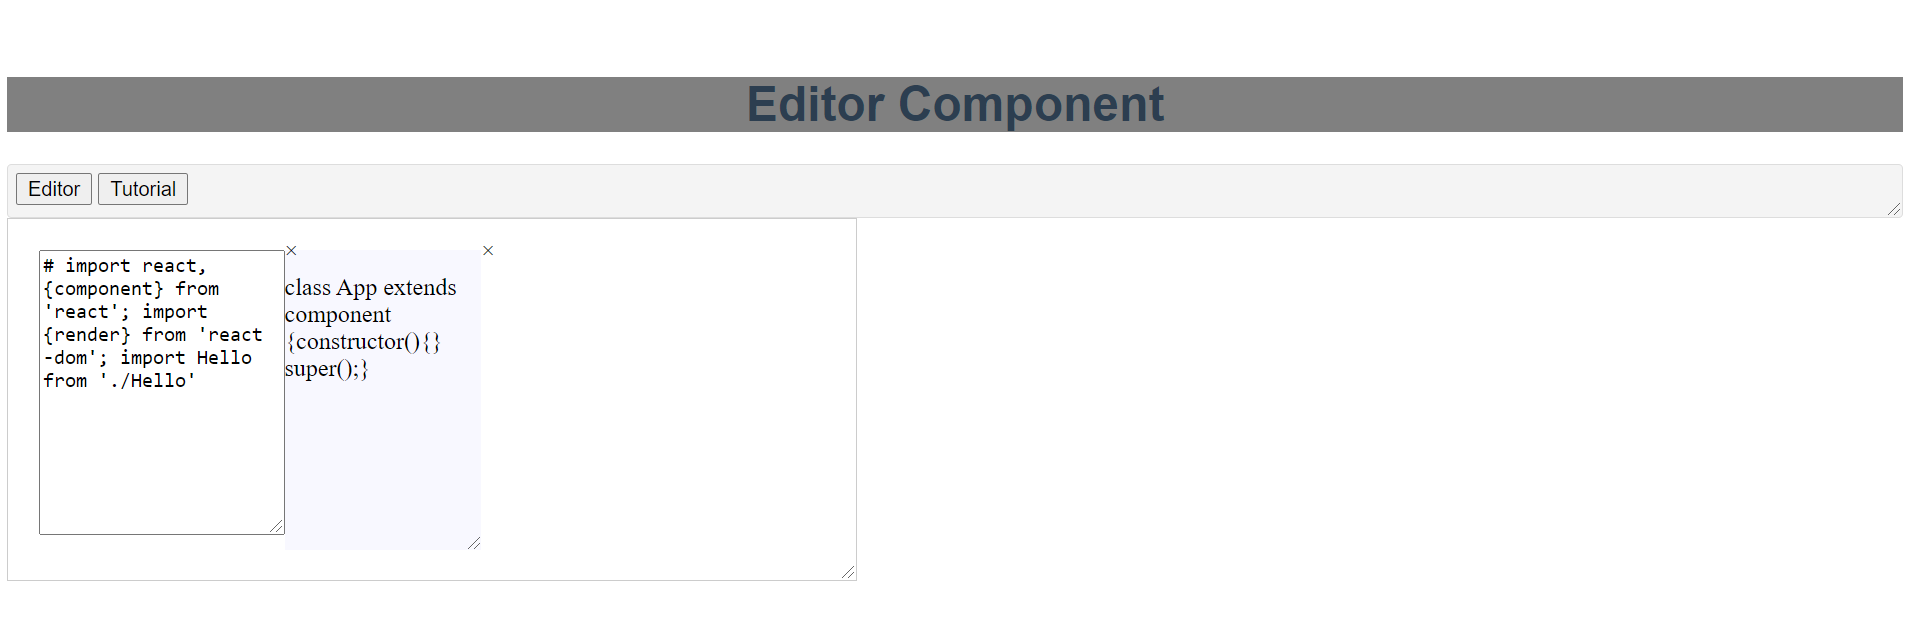 Editor Component
Editor Tutorial
# import react,
{component} from
'react'; import
{render} from 'react
-dom'; import Hello
from './Hello'
×
class App extends
component
{constructor(){}
super();}
×